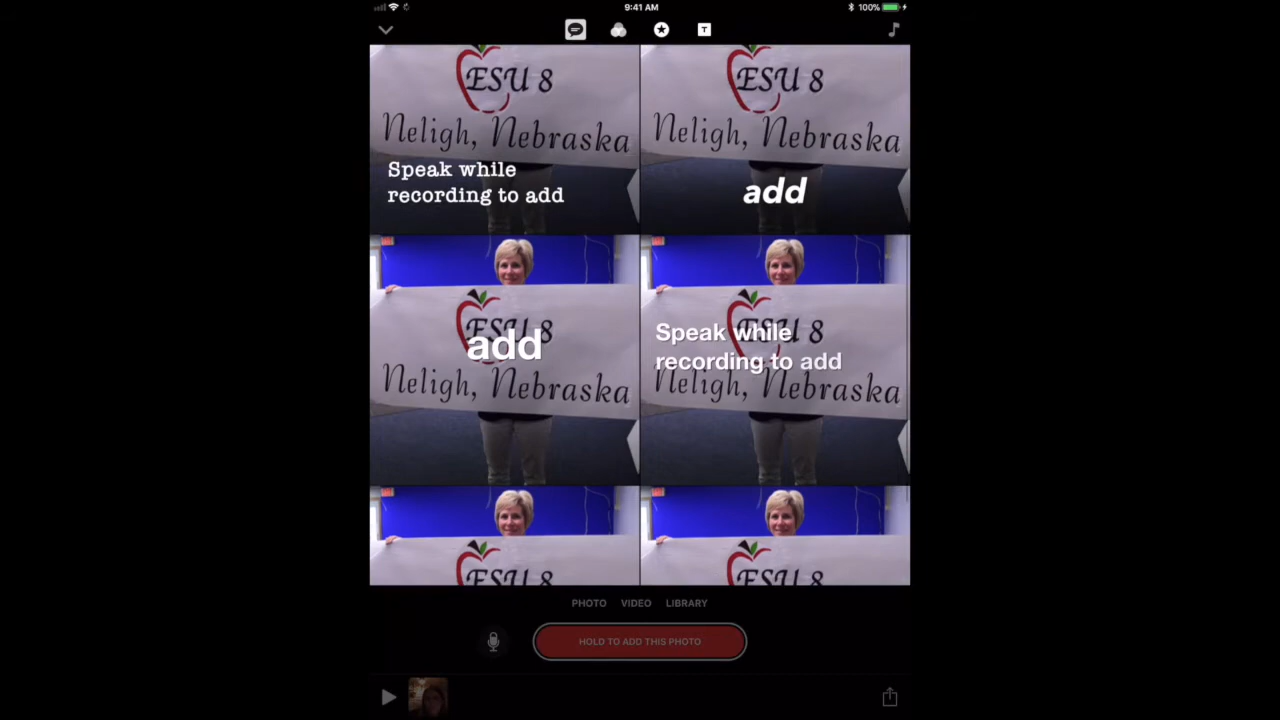 9:41 AM
100%
T
ESU 8
Neligh, Nebraska
Speak while
recording to add
ESU 8
Neligh, Nebraska
add
ESU 8
Neligh, Nebraska
add
ESU 8
Neligh, Nebraska
Speak while
recording to add
ESU 8
ESU 8
PHOTO VIDEO LIBRARY
HOLD TO ADD THIS PHOTO